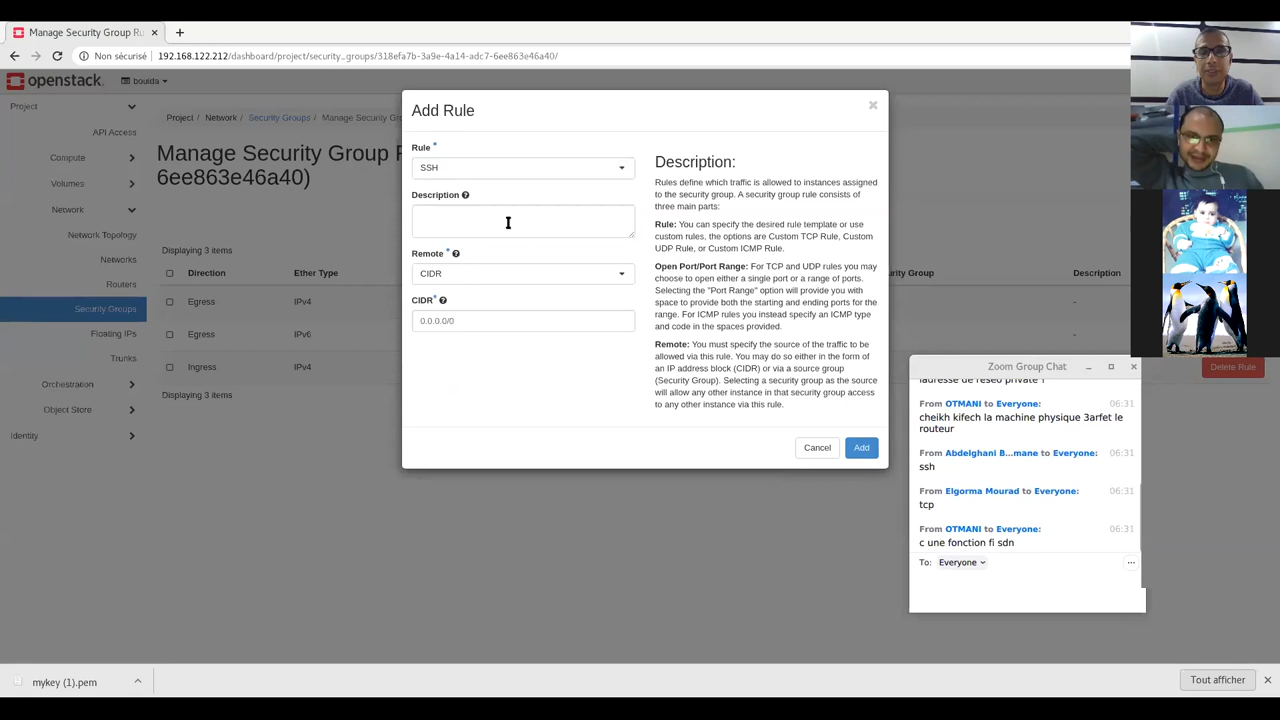 Manage Security Group Ru
Non sécurisé
192.168.122.212/dashboard/project/security_groups/318efa7b-3a9e-4a14-adc7-6ee863e46a40/
openstack
bouida
Project
API Access
Compute
Volumes
Network
Network Topology
Networks
Routers
Security Groups
Floating IPs
Trunks
Orchestration
Object Store
Identity
Project / Network / Security Groups / Manage Security Gro
Manage Security Group R
6ee863e46a40)
Displaying 3 items
Direction Ether Type
Egress IPv4
Egress IPv6
Ingress IPv4
Displaying 3 items
Add Rule
Rule *
SSH
Description
Remote *
CIDR
CIDR *
0.0.0.0/0
Description:
Rules define which traffic is allowed to instances assigned
to the security group. A security group rule consists of
three main parts:
Rule: You can specify the desired rule template or use
custom rules, the options are Custom TCP Rule, Custom
UDP Rule, or Custom ICMP Rule.
Open Port/Port Range: For TCP and UDP rules you may
choose to open either a single port or a range of ports.
Selecting the "Port Range" option will provide you with
space to provide both the starting and ending ports for the
range. For ICMP rules you instead specify an ICMP type
and code in the spaces provided.
Remote: You must specify the source of the traffic to be
allowed via this rule. You may do so either in the form of
an IP address block (CIDR) or via a source group
(Security Group). Selecting a security group as the source
will allow any other instance in that security group access
to any other instance via this rule.
Cancel
Add
Group
Description
-
-
Delete Rule
Zoom Group Chat
From OTMANI to Everyone: 06:31
cheikh kifech la machine physique 3arfet le
routeur
From Abdelghani B...mane to Everyone: 06:31
ssh
From Elgorma Mourad to Everyone: 06:31
tcp
From OTMANI to Everyone: 06:31
c une fonction fi sdn
To: Everyone
mykey (1).pem
Tout afficher